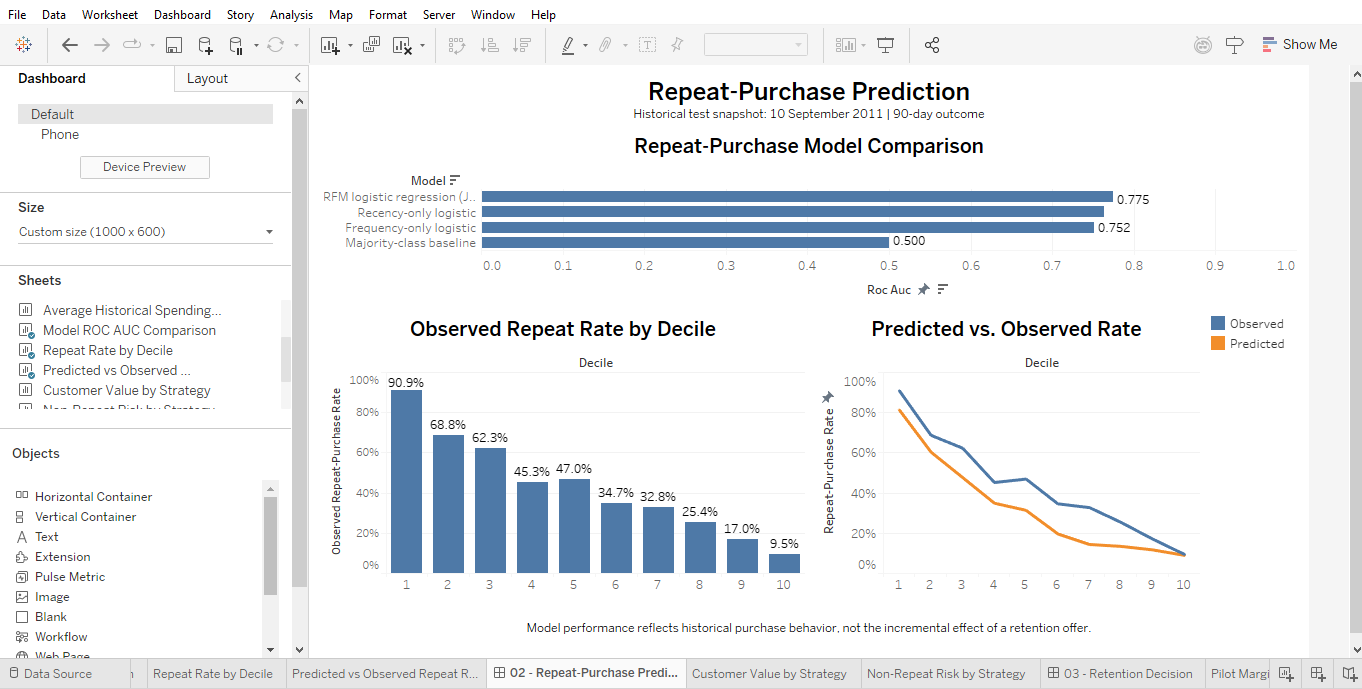 File Data Worksheet Dashboard Story Analysis Map Format Server Window Help
Show Me
Dashboard Layout
Default
Phone
Device Preview
Size
Custom size (1000 x 600)
Sheets
Average Historical Spending...
Model ROC AUC Comparison
Repeat Rate by Decile
Predicted vs Observed ...
Customer Value by Strategy
Non-Repeat Risk by Strategy
Objects
Horizontal Container
Vertical Container
Text
Extension
Pulse Metric
Image
Blank
Workflow
Web Page
Repeat-Purchase Prediction
Historical test snapshot: 10 September 2011 | 90-day outcome
Repeat-Purchase Model Comparison
Model
RFM logistic regression (J.. 0.775
Recency-only logistic
Frequency-only logistic 0.752
Majority-class baseline 0.500
0.0 0.1 0.2 0.3 0.4 0.5 0.6 0.7 0.8 0.9 1.0
Roc Auc
Observed Repeat Rate by Decile
Decile
Observed Repeat-Purchase Rate
100%
80%
60%
40%
20%
0%
90.9%
68.8%
62.3%
45.3%
47.0%
34.7%
32.8%
25.4%
17.0%
9.5%
1 2 3 4 5 6 7 8 9 10
Predicted vs. Observed Rate
Decile
Repeat-Purchase Rate
100%
80%
60%
40%
20%
0%
1 2 3 4 5 6 7 8 9 10
Observed
Predicted
Model performance reflects historical purchase behavior, not the incremental effect of a retention offer.
Data Source Repeat Rate by Decile Predicted vs Observed Repeat R... 02 - Repeat-Purchase Predi... Customer Value by Strategy Non-Repeat Risk by Strategy 03 - Retention Decision Pilot Margi